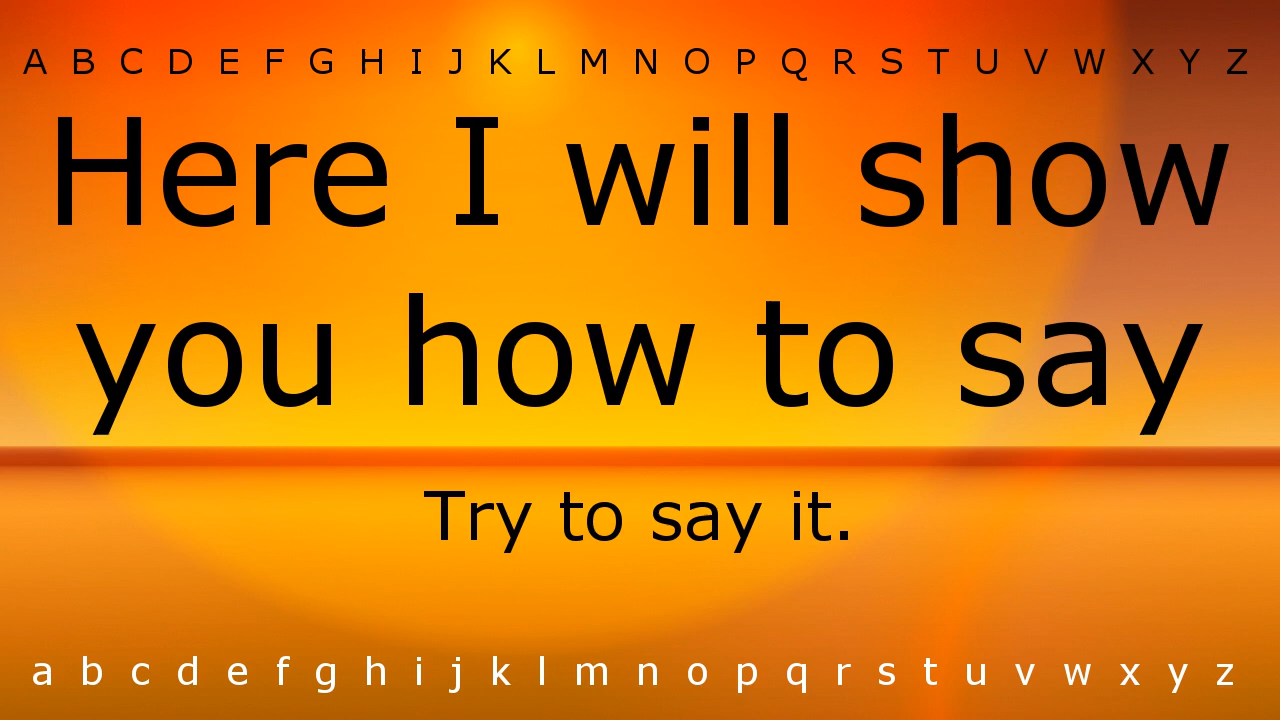 A B C D E F G H I J K L M N O P Q R S T U V W X Y Z
Here I will show
you how to say
Try to say it.
a b c d e f g h i j k l m n o p q r s t u v w x y z